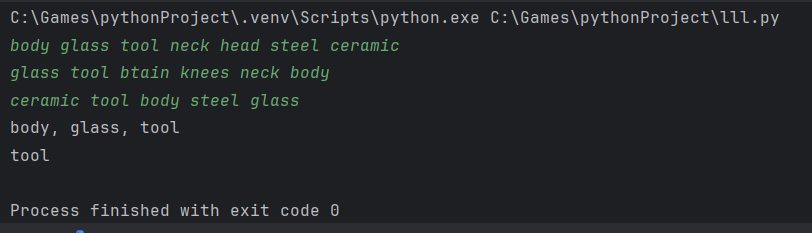 C:\Games\pythonProject\.venv\Scripts\python.exe C:\Games\pythonProject\lll.py
body glass tool neck head steel ceramic
glass tool btain knees neck body
ceramic tool body steel glass
body, glass, tool
tool
Process finished with exit code 0